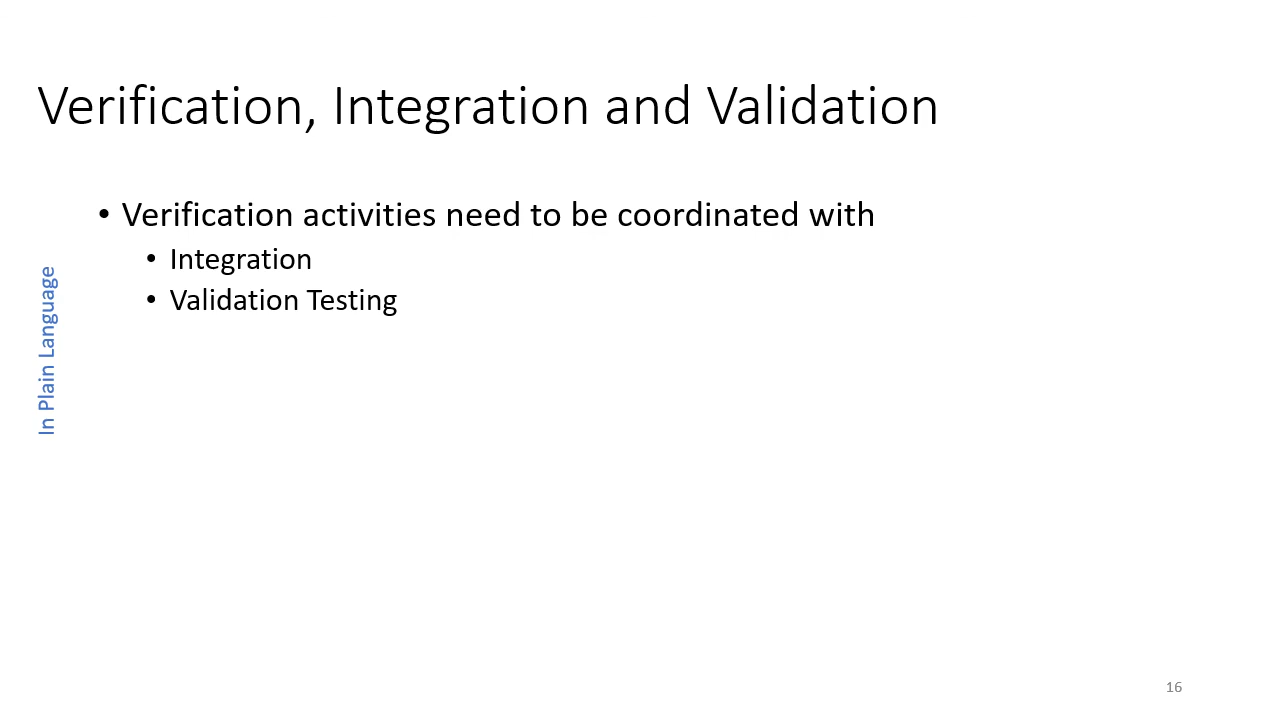 Verification, Integration and Validation
• Verification activities need to be coordinated with
• Integration
• Validation Testing
In Plain Language
16